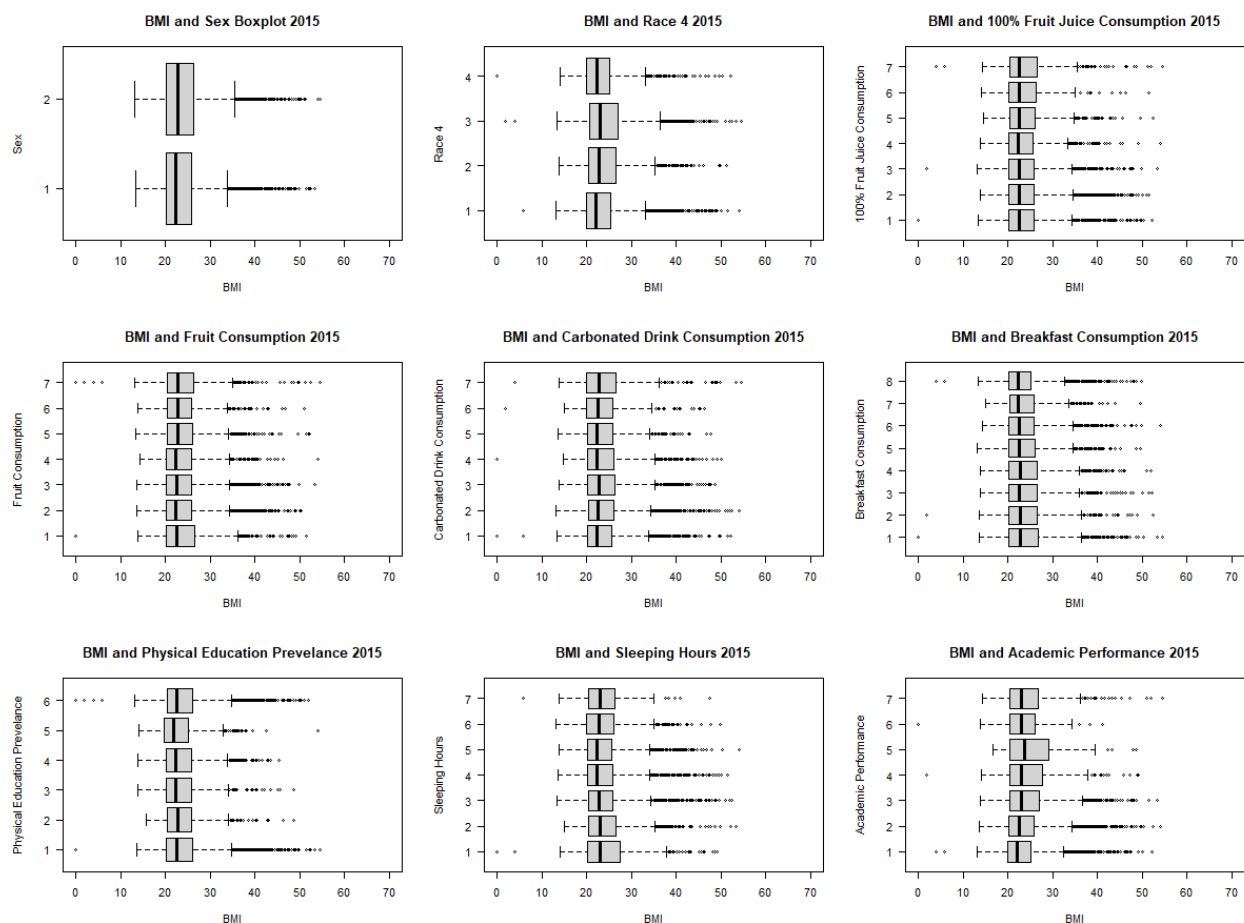 BMI and Sex Boxplot 2015
Sex
2
1
0 10 20 30 40 50 60 70
BMI
BMI and Race 4 2015
Race 4
4
3
2
1
0 10 20 30 40 50 60 70
BMI
BMI and 100% Fruit Juice Consumption 2015
100% Fruit Juice Consumption
7
6
5
4
3
2
1
0 10 20 30 40 50 60 70
BMI
BMI and Fruit Consumption 2015
Fruit Consumption
7
6
5
4
3
2
1
0 10 20 30 40 50 60 70
BMI
BMI and Carbonated Drink Consumption 2015
Carbonated Drink Consumption
7
6
5
4
3
2
1
0 10 20 30 40 50 60 70
BMI
BMI and Breakfast Consumption 2015
Breakfast Consumption
8
7
6
5
4
3
2
1
0 10 20 30 40 50 60 70
BMI
BMI and Physical Education Prevelance 2015
Physical Education Prevelance
6
5
4
3
2
1
0 10 20 30 40 50 60 70
BMI
BMI and Sleeping Hours 2015
Sleeping Hours
7
6
5
4
3
2
1
0 10 20 30 40 50 60 70
BMI
BMI and Academic Performance 2015
Academic Performance
7
6
5
4
3
2
1
0 10 20 30 40 50 60 70
BMI